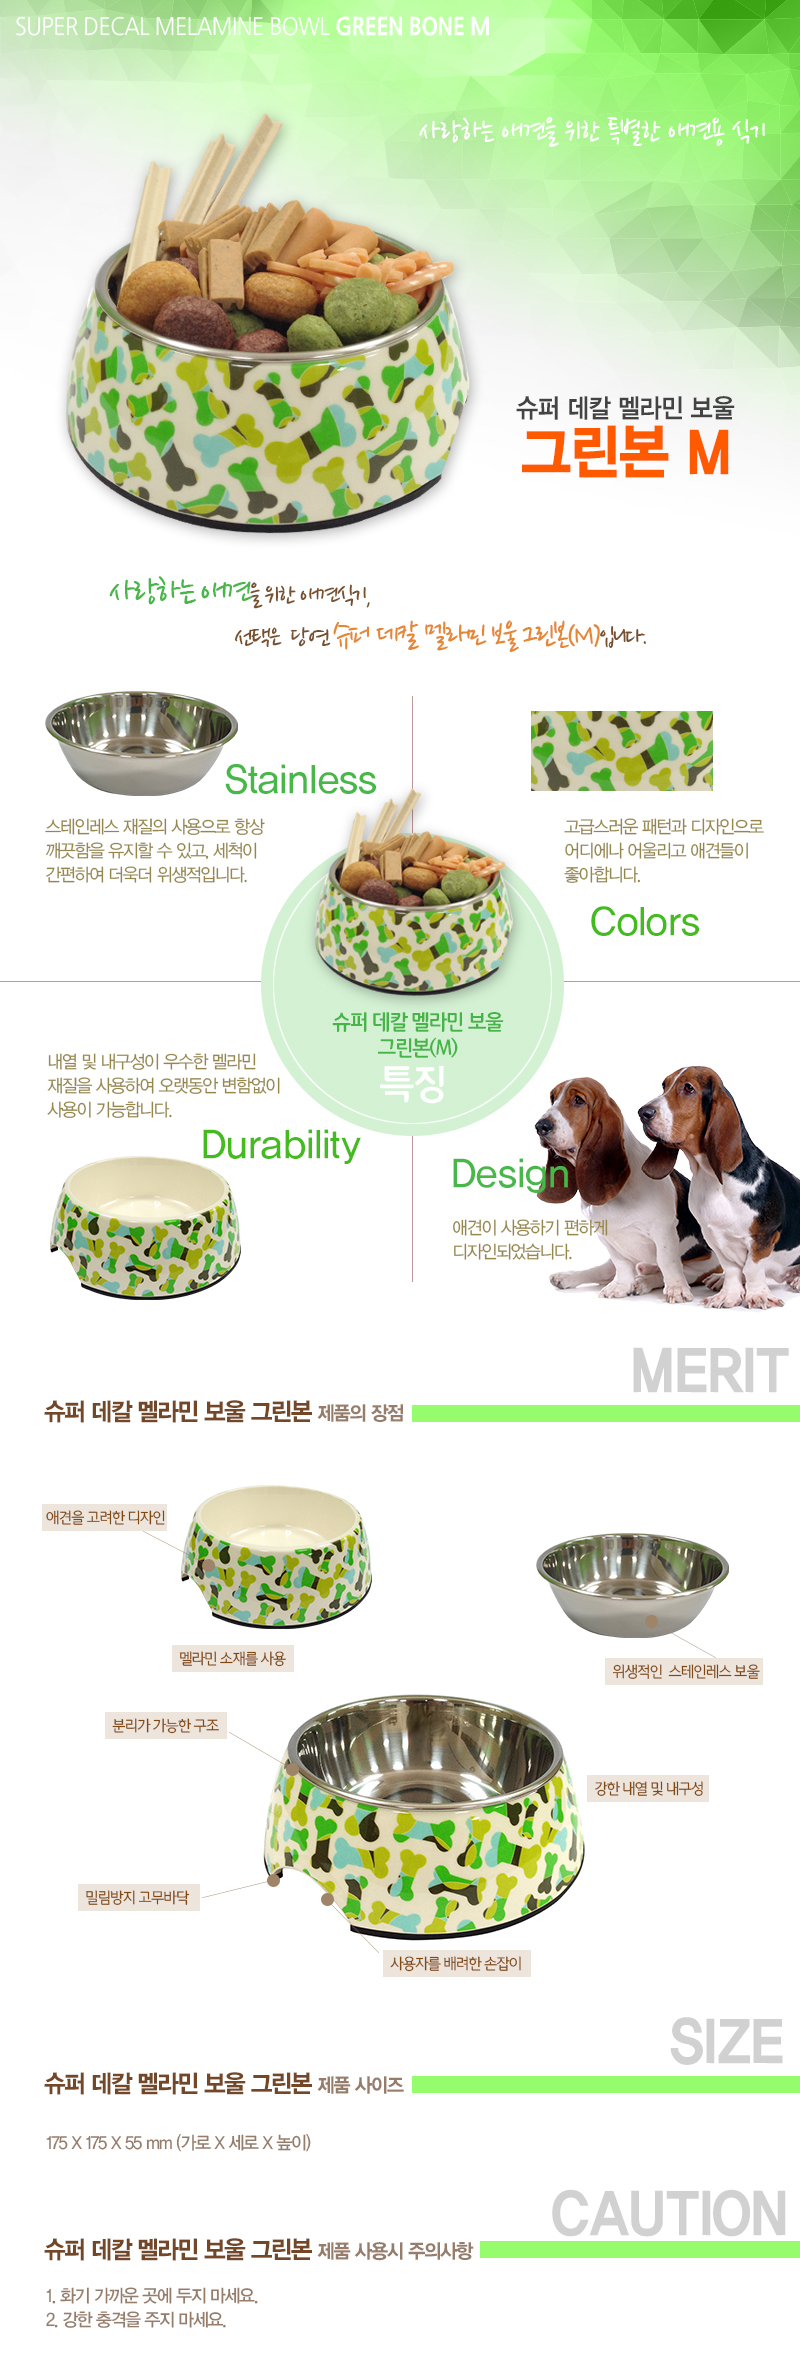 SUPER DECAL MELAMINE BOWL GREEN BONE M
사랑하는 애견을 위한 특별한 애견용 식기
슈퍼 데칼 멜라민 보울
그린본 M
사랑하는 애견을 위한 애견식기,
선택은 당연 슈퍼 데칼 멜라민 보울 그린본(M)입니다.
Stainless
스테인레스 재질의 사용으로 항상
깨끗함을 유지할 수 있고, 세척이
간편하여 더욱더 위생적입니다.
고급스러운 패턴과 디자인으로
어디에나 어울리고 애견들이
좋아합니다.
Colors
슈퍼 데칼 멜라민 보울
그린본(M)
특징
내열 및 내구성이 우수한 멜라민
재질을 사용하여 오랫동안 변함없이
사용이 가능합니다.
Durability
Design
애견이 사용하기 편하게
디자인되었습니다.
MERIT
슈퍼 데칼 멜라민 보울 그린본 제품의 장점
애견을 고려한 디자인
멜라민 소재를 사용
위생적인 스테인레스 보울
분리가 가능한 구조
강한 내열 및 내구성
밀림방지 고무바닥
사용자를 배려한 손잡이
SIZE
슈퍼 데칼 멜라민 보울 그린본 제품 사이즈
175 X 175 X 55 mm (가로 X 세로 X 높이)
CAUTION
슈퍼 데칼 멜라민 보울 그린본 제품 사용시 주의사항
1. 화기 가까운 곳에 두지 마세요.
2. 강한 충격을 주지 마세요.